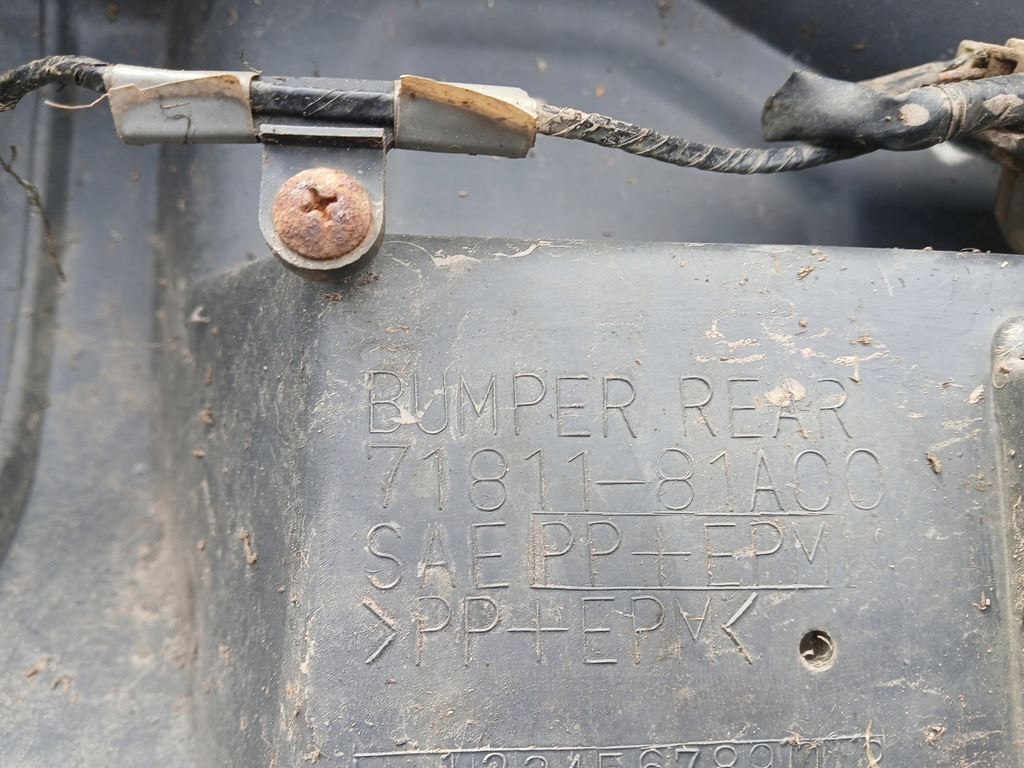 BUMPER REAR
71811-81A00
SAE PP+EPM
>PP+EPM<